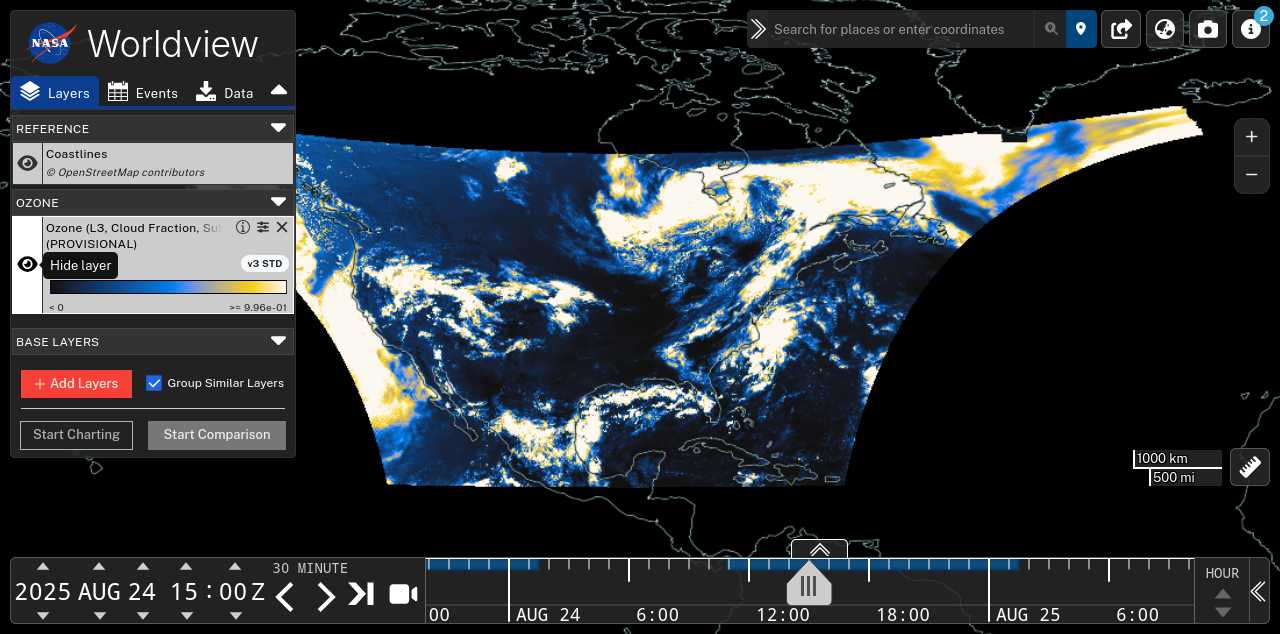 NASA Worldview
Search for places or enter coordinates
2
Layers Events Data
REFERENCE
Coastlines
© OpenStreetMap contributors
OZONE
Ozone (L3, Cloud Fraction, Su
(PROVISIONAL)
v3 STD
Hide layer
< 0 >= 9.96e-01
BASE LAYERS
+ Add Layers Group Similar Layers
Start Charting Start Comparison
+
−
1000 km
500 mi
30 MINUTE
2025 AUG 24 15 : 00 Z
00 AUG 24 6:00 12:00 18:00 AUG 25 6:00
HOUR